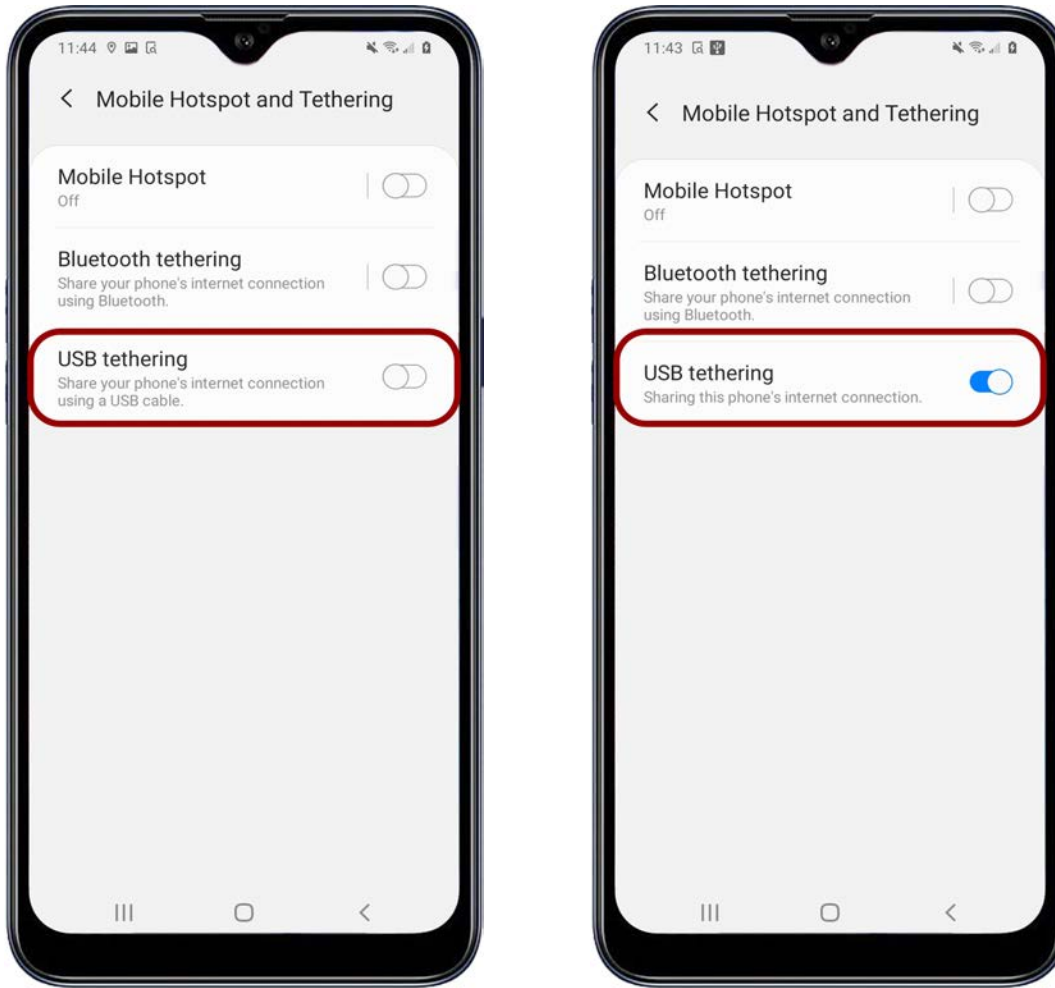 11:44
Mobile Hotspot and Tethering
Mobile Hotspot
Off
Bluetooth tethering
Share your phone's internet connection
using Bluetooth.
USB tethering
Share your phone's internet connection
using a USB cable.
11:43
Mobile Hotspot and Tethering
Mobile Hotspot
Off
Bluetooth tethering
Share your phone's internet connection
using Bluetooth.
USB tethering
Sharing this phone's internet connection.